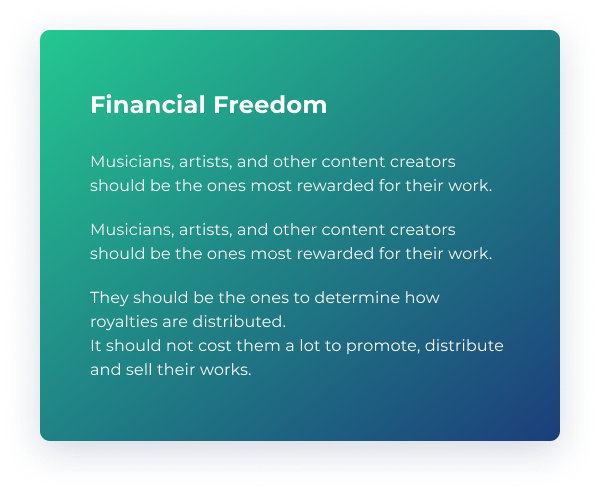 Financial Freedom
Musicians, artists, and other content creators
should be the ones most rewarded for their work.
Musicians, artists, and other content creators
should be the ones most rewarded for their work.
They should be the ones to determine how
royalties are distributed.
It should not cost them a lot to promote, distribute
and sell their works.